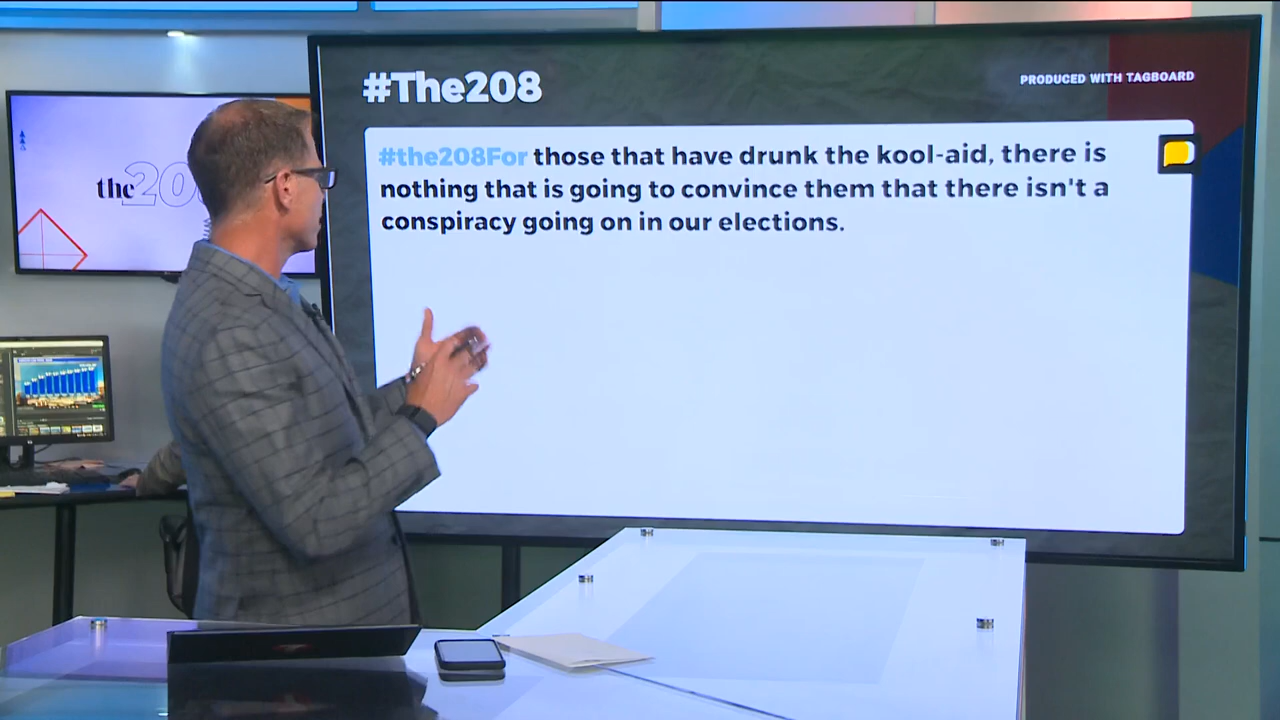 #The208
PRODUCED WITH TAGBOARD
#the208For those that have drunk the kool-aid, there is
nothing that is going to convince them that there isn't a
conspiracy going on in our elections.
the 20